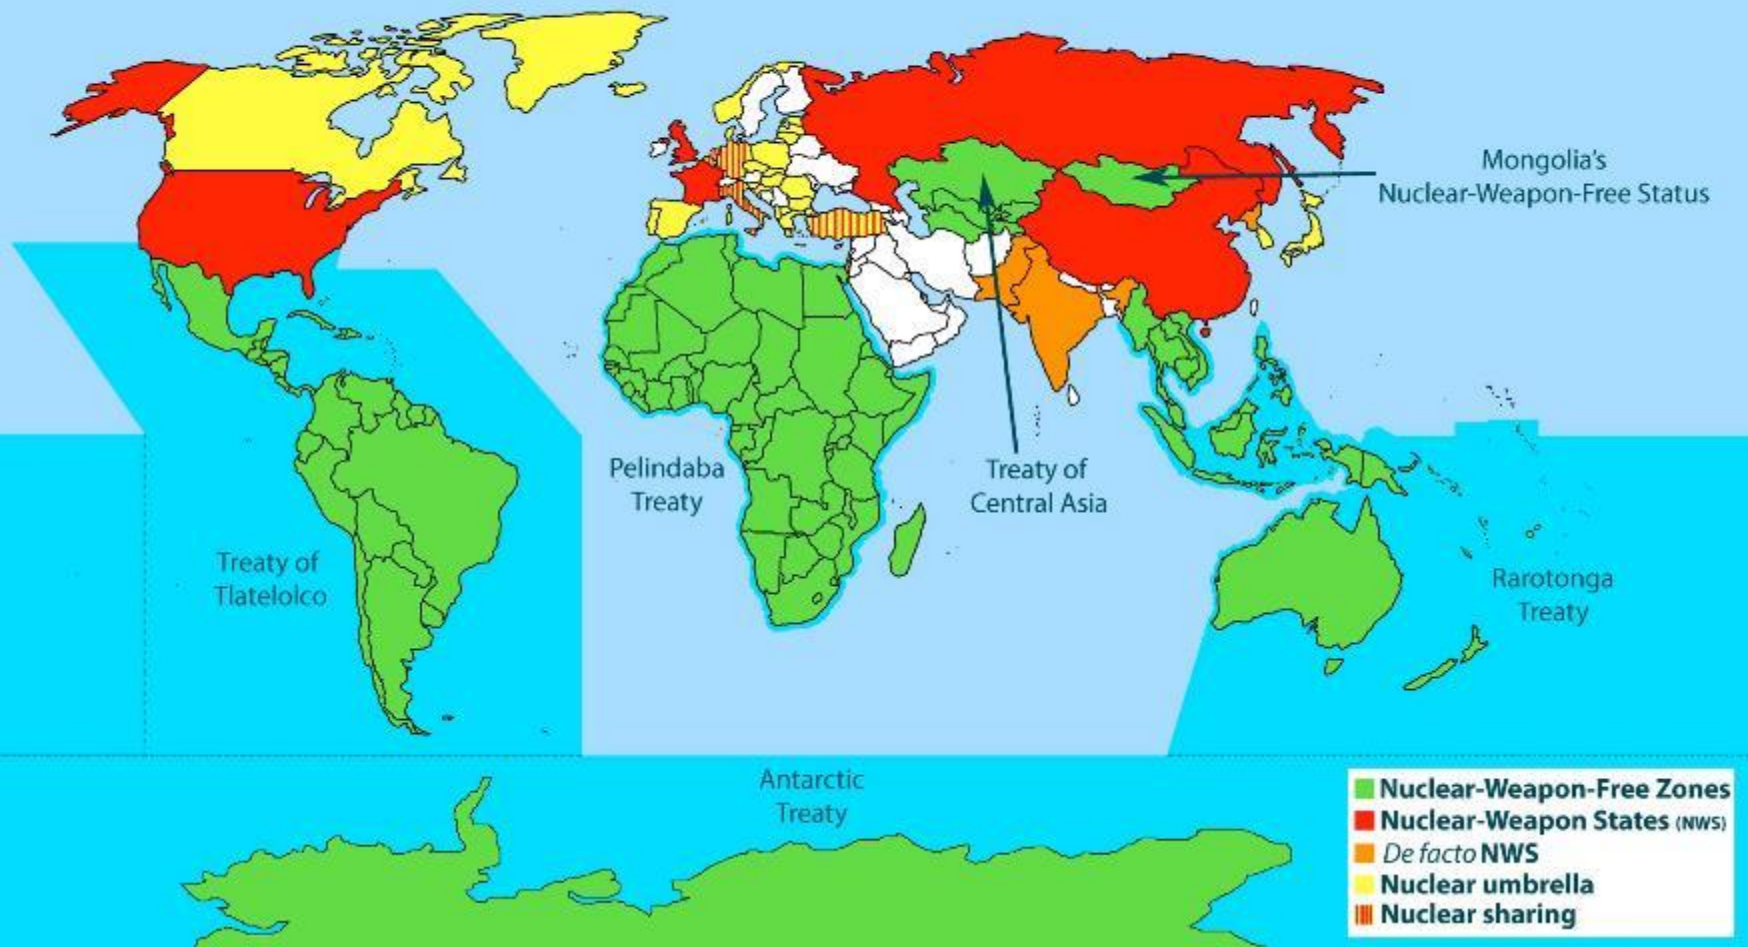 Mongolia's
Nuclear-Weapon-Free Status
Pelindaba
Treaty
Treaty of
Central Asia
Treaty of
Tlatelolco
Rarotonga
Treaty
Antarctic
Treaty
Nuclear-Weapon-Free Zones
Nuclear-Weapon States (NWS)
De facto NWS
Nuclear umbrella
Nuclear sharing